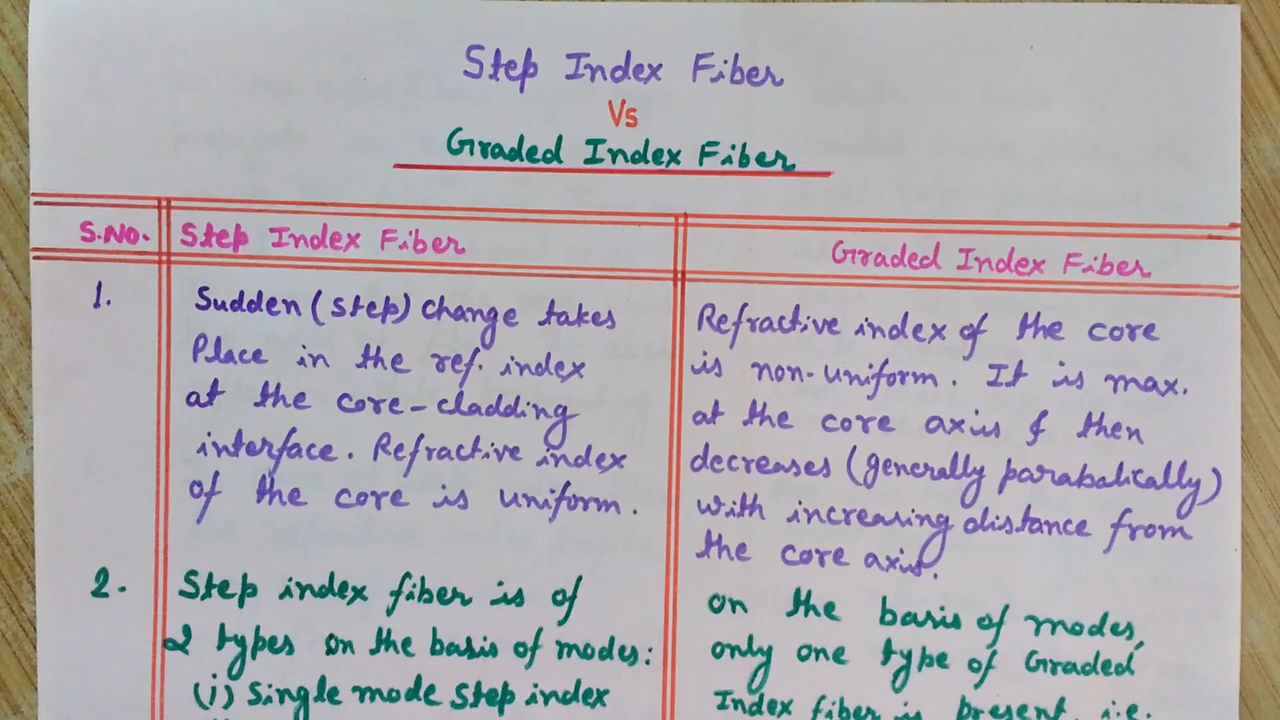 Step Index Fiber
Vs
Graded Index Fiber
S.No.
Step Index Fiber
Graded Index Fiber
1.
Sudden (step) change takes
Place in the ref. index
at the core-cladding
interface. Refractive index
of the core is uniform.
Refractive index of the core
is non-uniform. It is max.
at the core axis & then
decreases (generally parabalically)
with increasing distance from
the core axis.
2.
Step index fiber is of
2 types on the basis of modes:
(i) Single mode step index
on the basis of modes,
only one type of Graded
Index fiber is present, i.e.